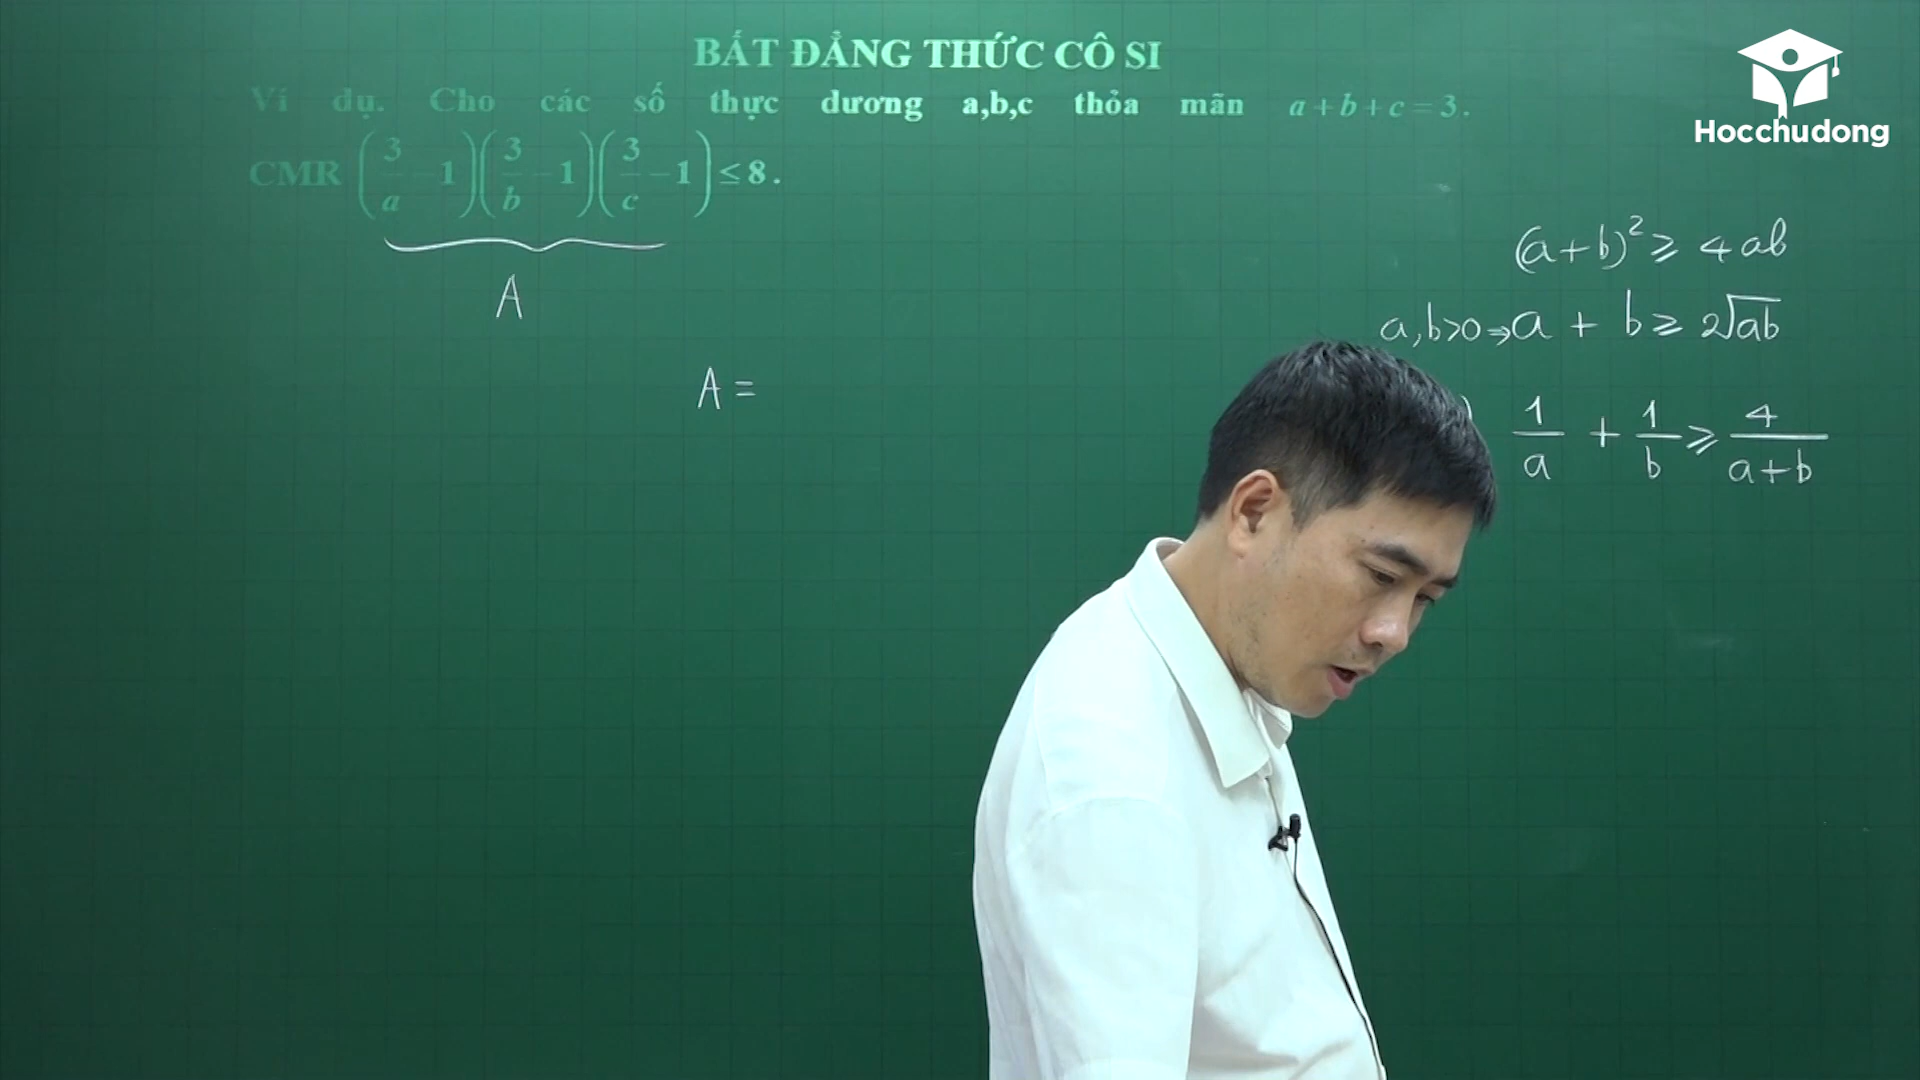 BẤT ĐẲNG THỨC CÔ SI
Hocchudong
Ví dụ. Cho các số thực dương a,b,c thỏa mãn a + b + c = 3.
CMR (3/a − 1)(3/b − 1)(3/c − 1) ≤ 8.
A
A =
(a+b)² ⩾ 4ab
a,b>0 ⇒ a + b ⩾ 2√ab
1/a + 1/b ⩾ 4/(a+b)